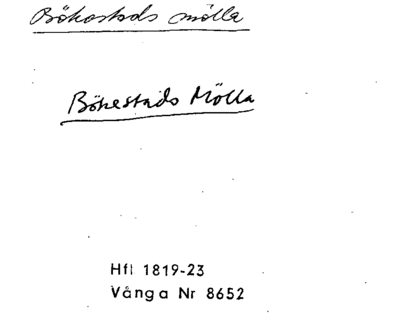 Bökestads mölla
Bökestads Mölla
Hfl 1819-23
Vånga Nr 8652